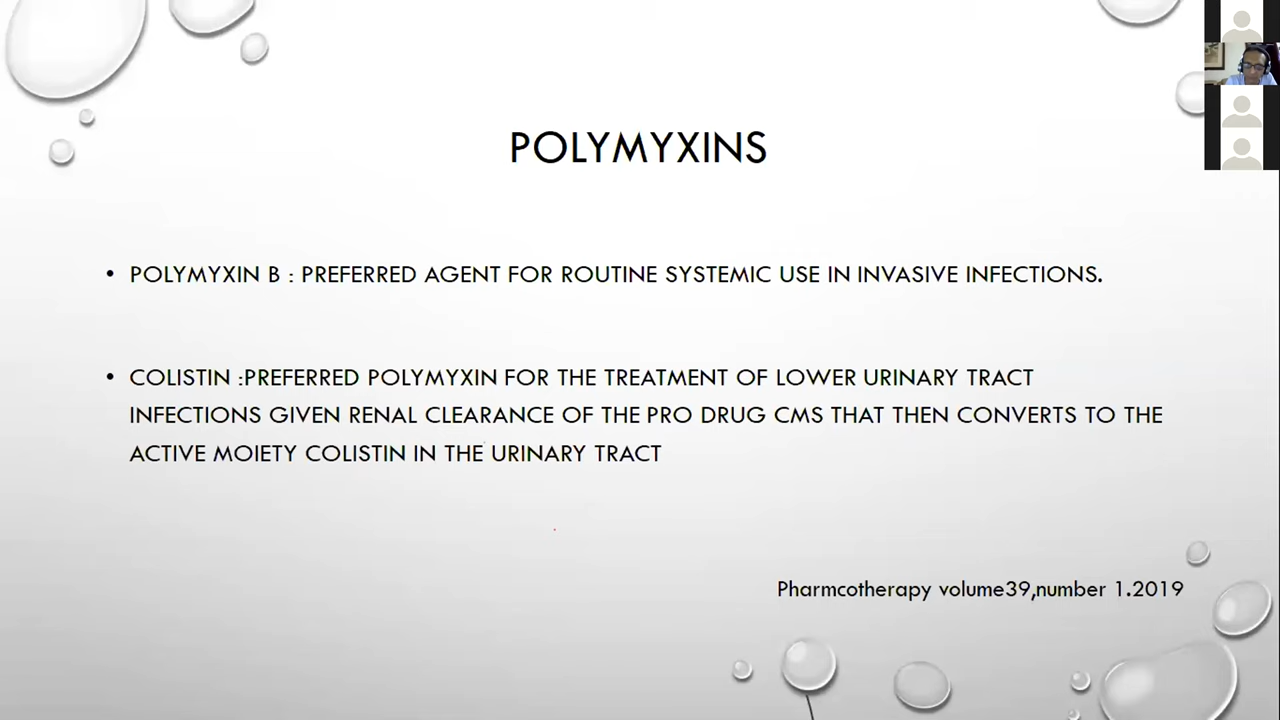 POLYMYXINS
• POLYMYXIN B : PREFERRED AGENT FOR ROUTINE SYSTEMIC USE IN INVASIVE INFECTIONS.
• COLISTIN :PREFERRED POLYMYXIN FOR THE TREATMENT OF LOWER URINARY TRACT
INFECTIONS GIVEN RENAL CLEARANCE OF THE PRO DRUG CMS THAT THEN CONVERTS TO THE
ACTIVE MOIETY COLISTIN IN THE URINARY TRACT
Pharmcotherapy volume39,number 1.2019